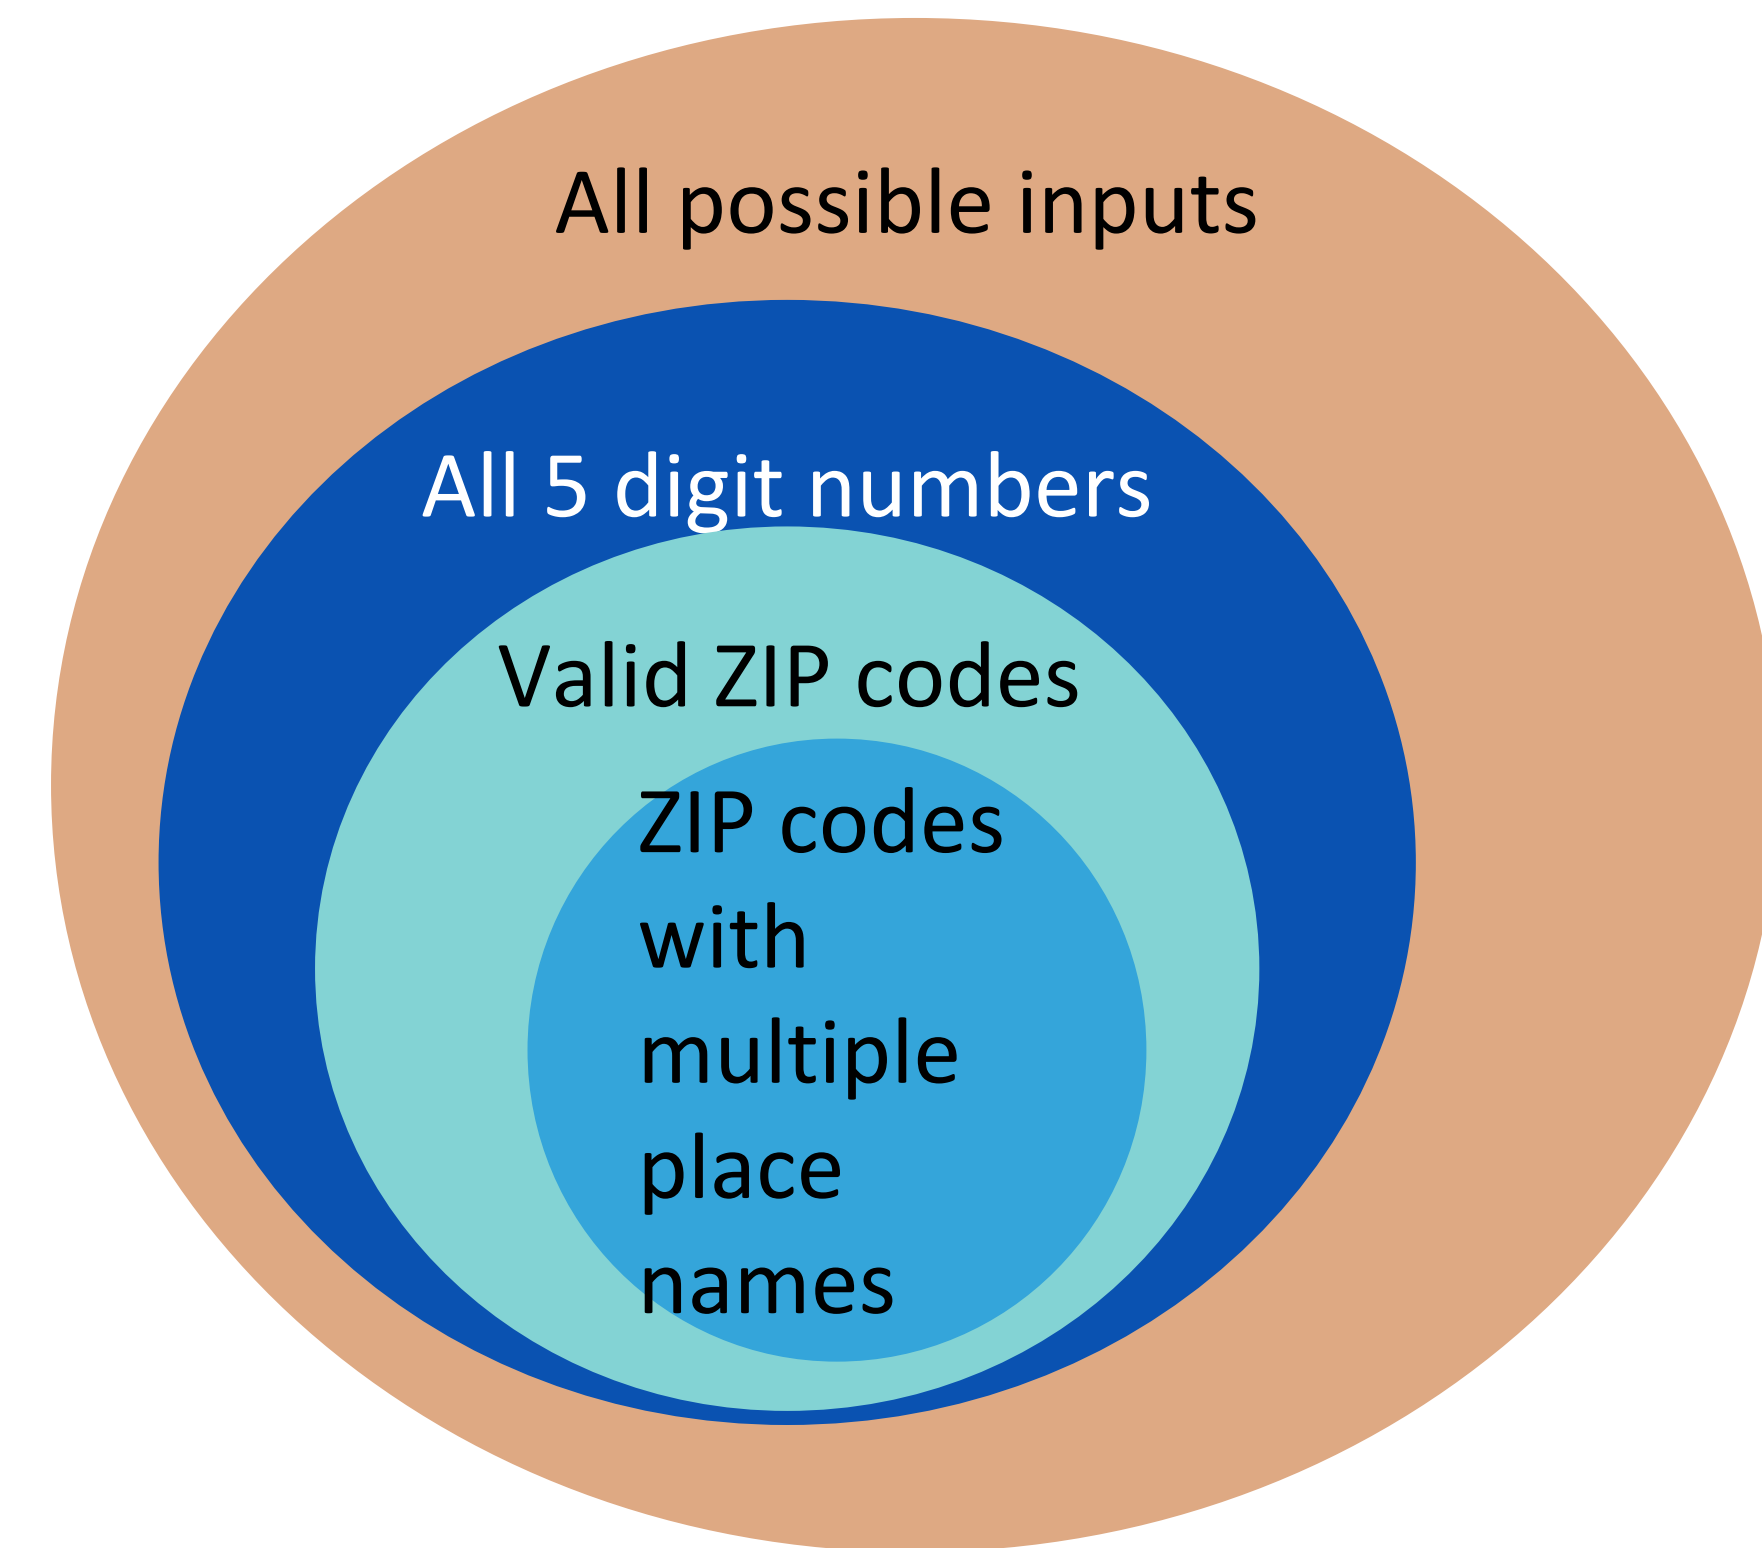 All possible inputs
All 5 digit numbers
Valid ZIP codes
ZIP codes
with
multiple
place
names